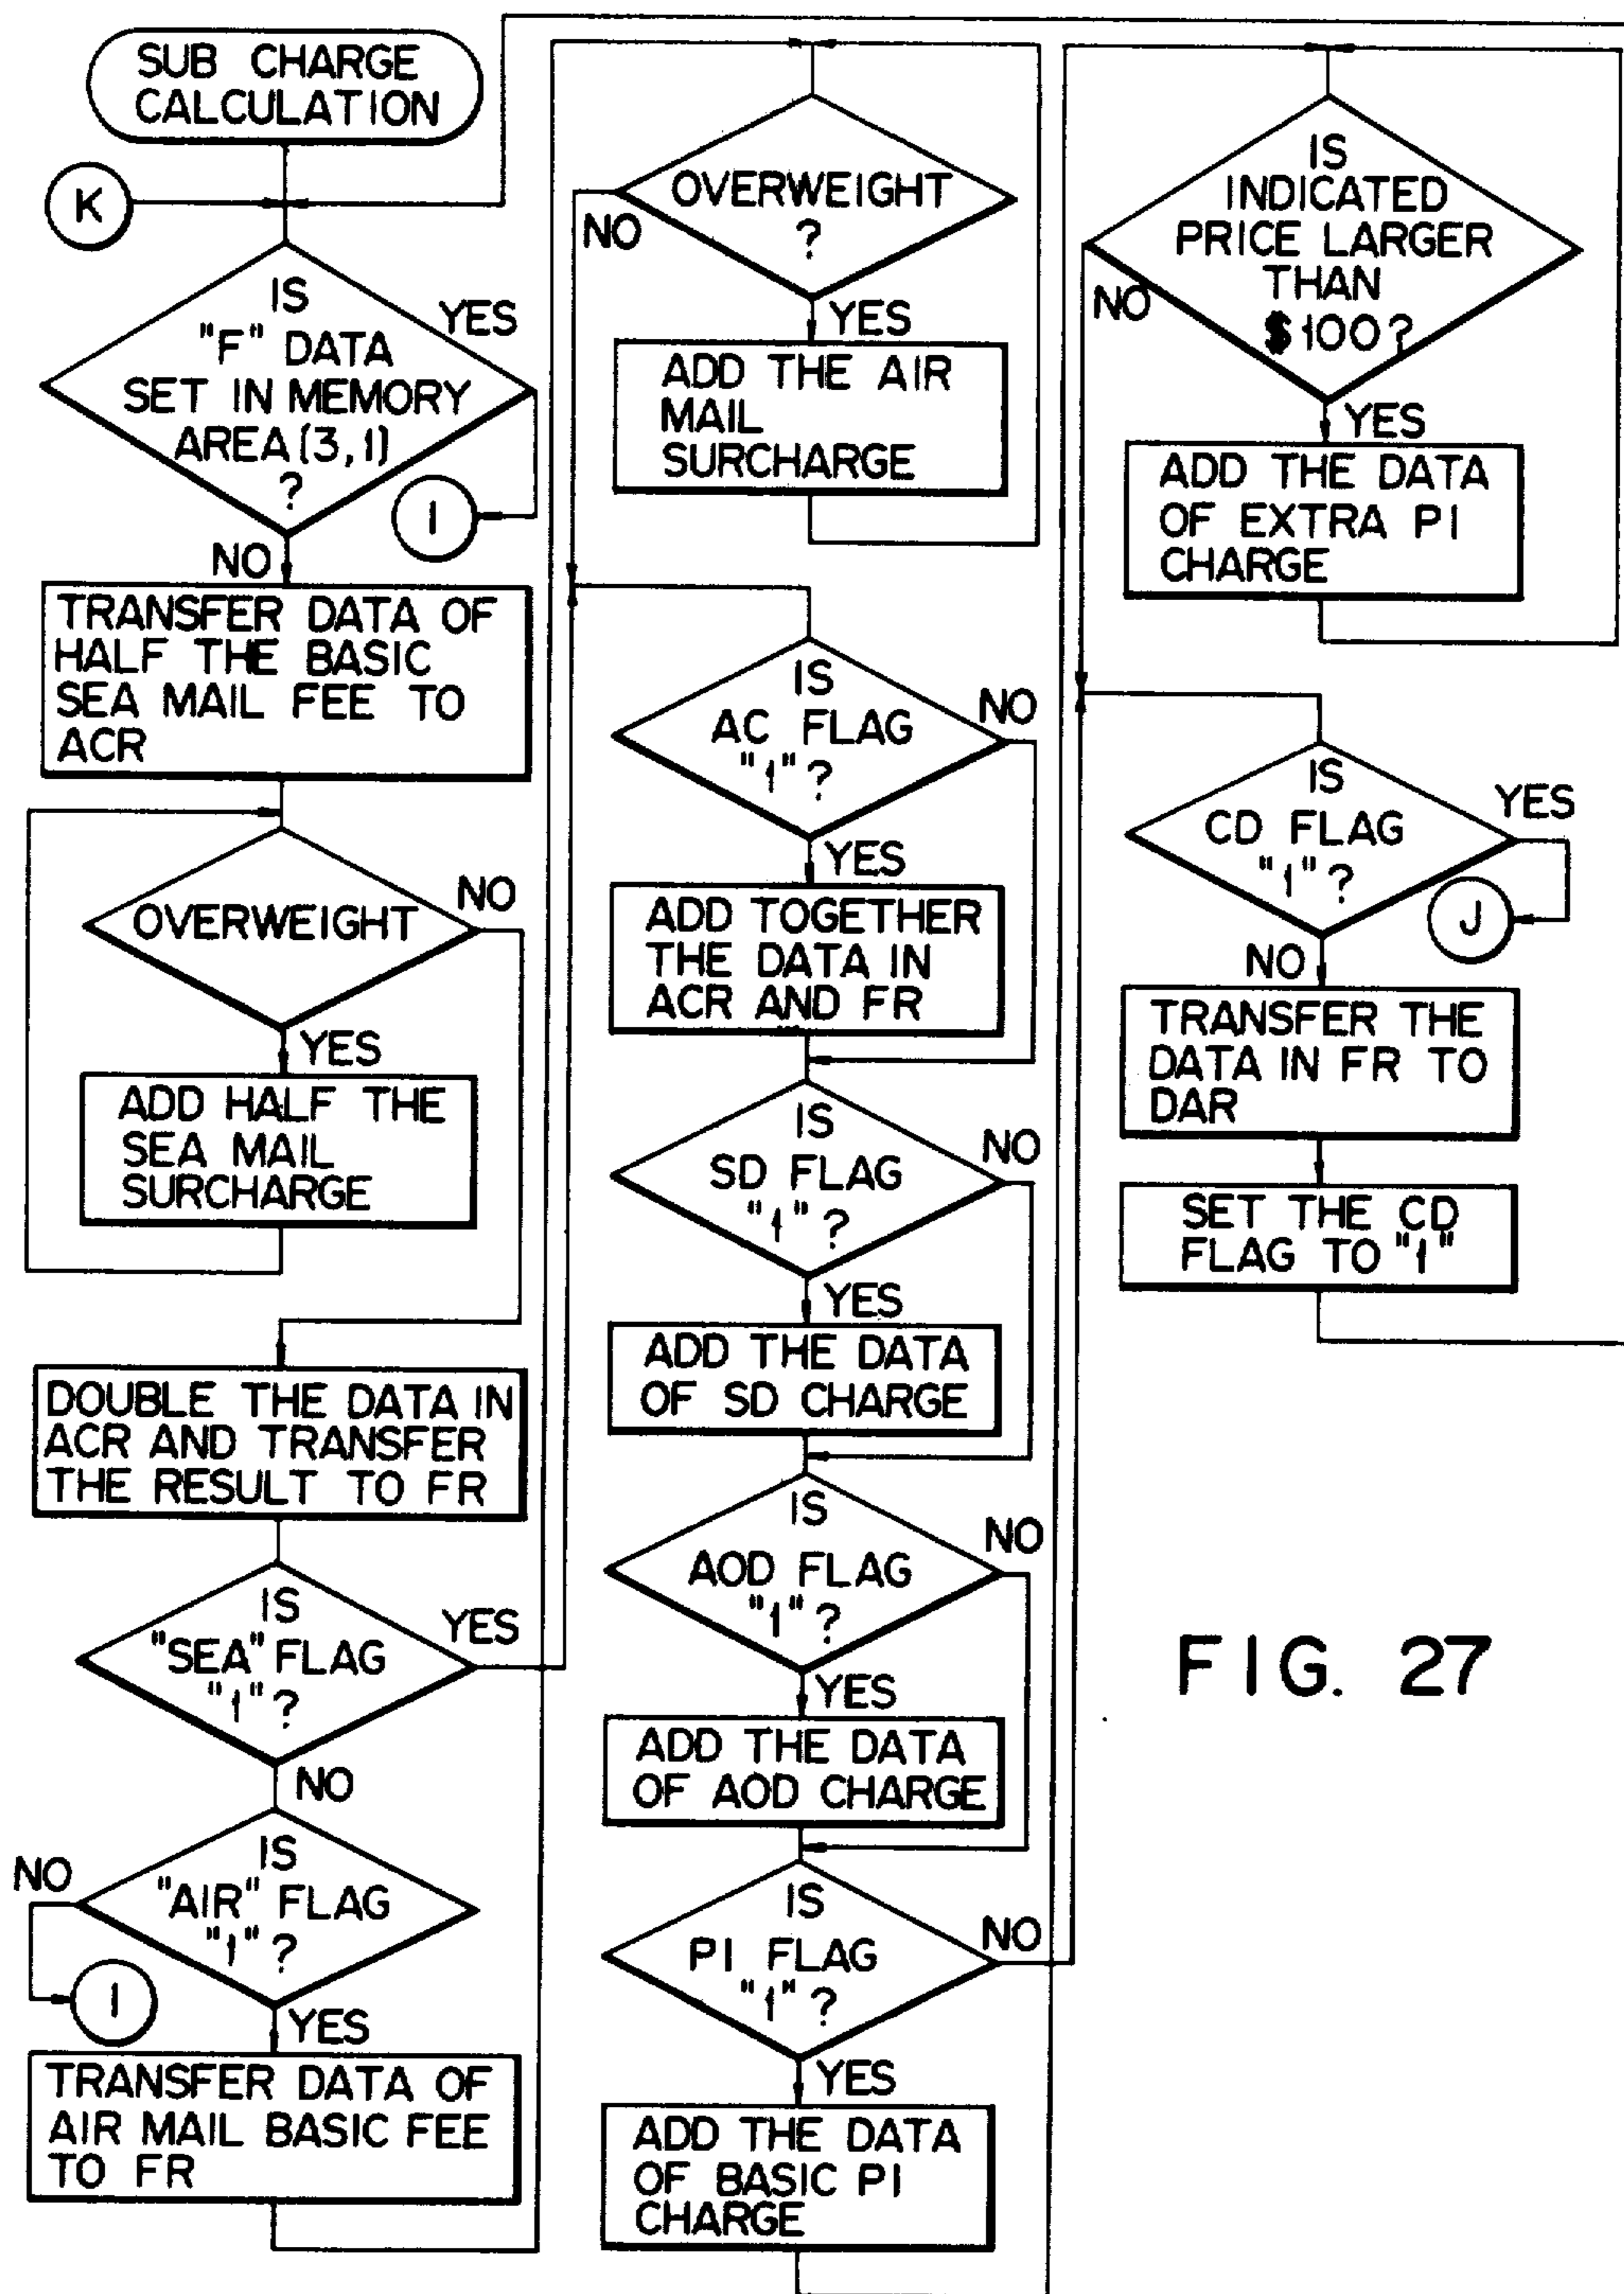 SUB CHARGE
CALCULATION
K
IS
"F" DATA
SET IN MEMORY
AREA (3,1)
?
YES
I
NO
TRANSFER DATA OF
HALF THE BASIC
SEA MAIL FEE TO
ACR
OVERWEIGHT
NO
YES
ADD HALF THE
SEA MAIL
SURCHARGE
DOUBLE THE DATA IN
ACR AND TRANSFER
THE RESULT TO FR
IS
"SEA" FLAG
"1" ?
YES
NO
IS
"AIR" FLAG
"1" ?
NO
I
YES
TRANSFER DATA OF
AIR MAIL BASIC FEE
TO FR
OVERWEIGHT
?
NO
YES
ADD THE AIR
MAIL
SURCHARGE
IS
AC FLAG
"1" ?
NO
YES
ADD TOGETHER
THE DATA IN
ACR AND FR
IS
SD FLAG
"1" ?
NO
YES
ADD THE DATA
OF SD CHARGE
IS
AOD FLAG
"1" ?
NO
YES
ADD THE DATA
OF AOD CHARGE
IS
PI FLAG
"1" ?
NO
YES
ADD THE DATA
OF BASIC PI
CHARGE
IS
INDICATED
PRICE LARGER
THAN
$100 ?
NO
YES
ADD THE DATA
OF EXTRA PI
CHARGE
IS
CD FLAG
"1" ?
YES
J
NO
TRANSFER THE
DATA IN FR TO
DAR
SET THE CD
FLAG TO "1"
FIG. 27